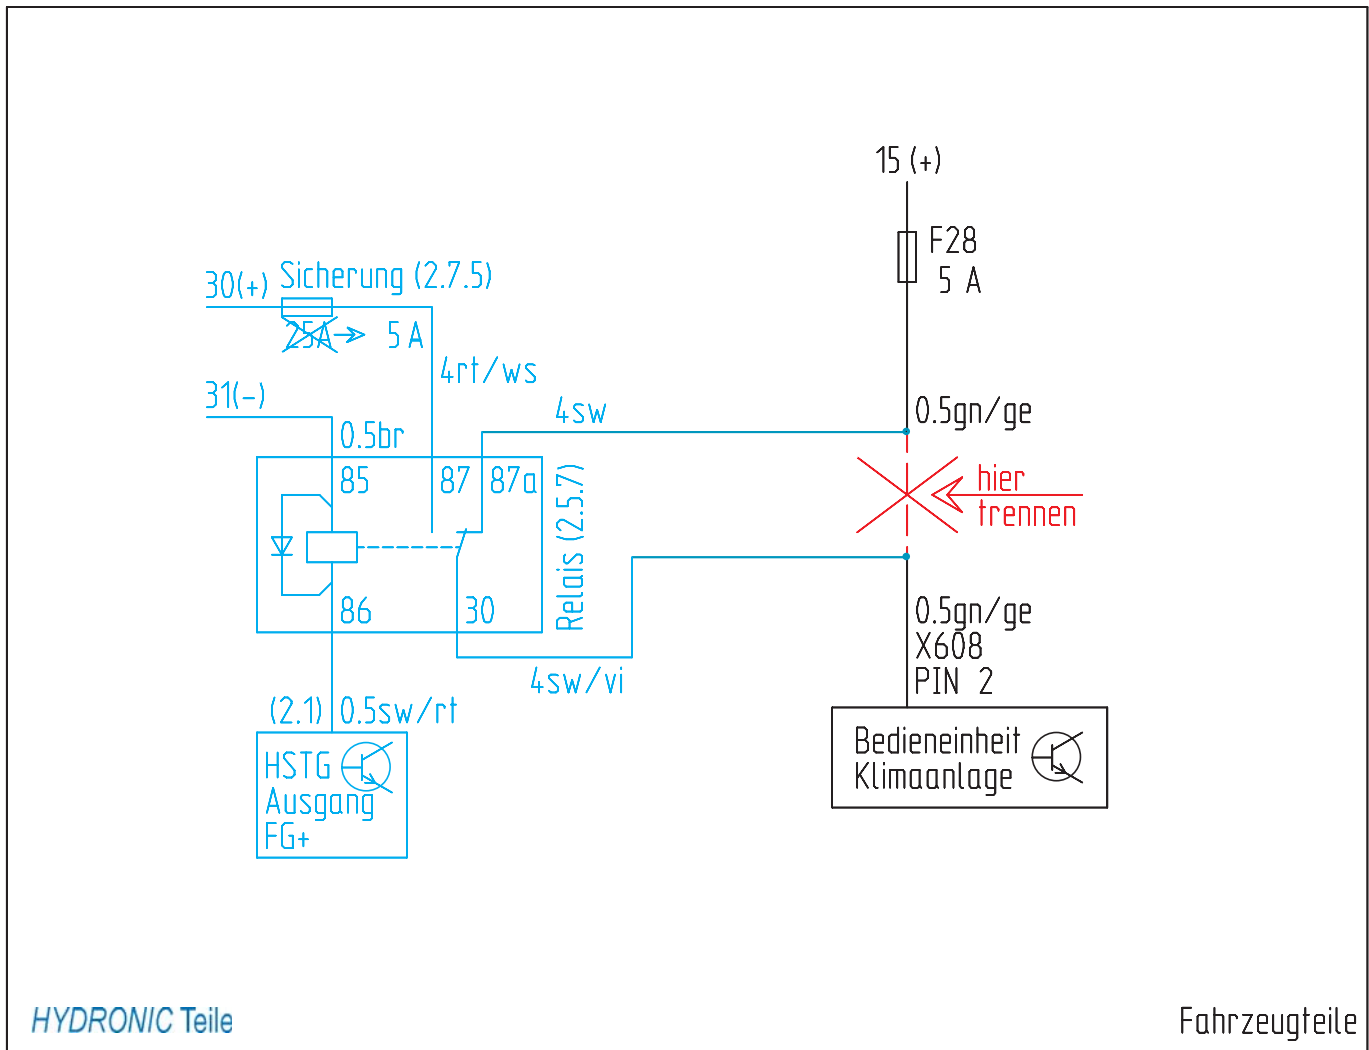 15 (+)
F28
5 A
Sicherung (2.7.5)
30(+)
25A
5 A
4rt/ws
31(-)
0.5br
4sw
0.5gn/ge
85
87
87a
Relais (2.5.7)
hier
trennen
86
30
0.5gn/ge
X608
PIN 2
4sw/vi
(2.1)
0.5sw/rt
HSTG
Ausgang
FG+
Bedieneinheit
Klimaanlage
HYDRONIC Teile
Fahrzeugteile